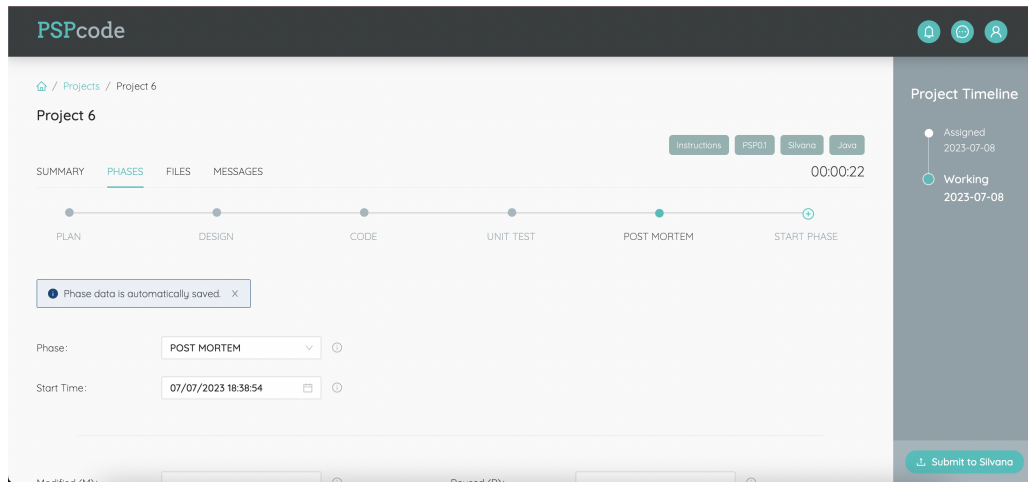 PSPcode
/ Projects / Project 6
Project 6
Instructions PSP0.1 Silvana Java
SUMMARY PHASES FILES MESSAGES 00:00:22
PLAN DESIGN CODE UNIT TEST POST MORTEM START PHASE
Phase data is automatically saved. X
Phase: POST MORTEM
Start Time: 07/07/2023 18:38:54
Modified (M): Reused (R):
Project Timeline
Assigned
2023-07-08
Working
2023-07-08
Submit to Silvana